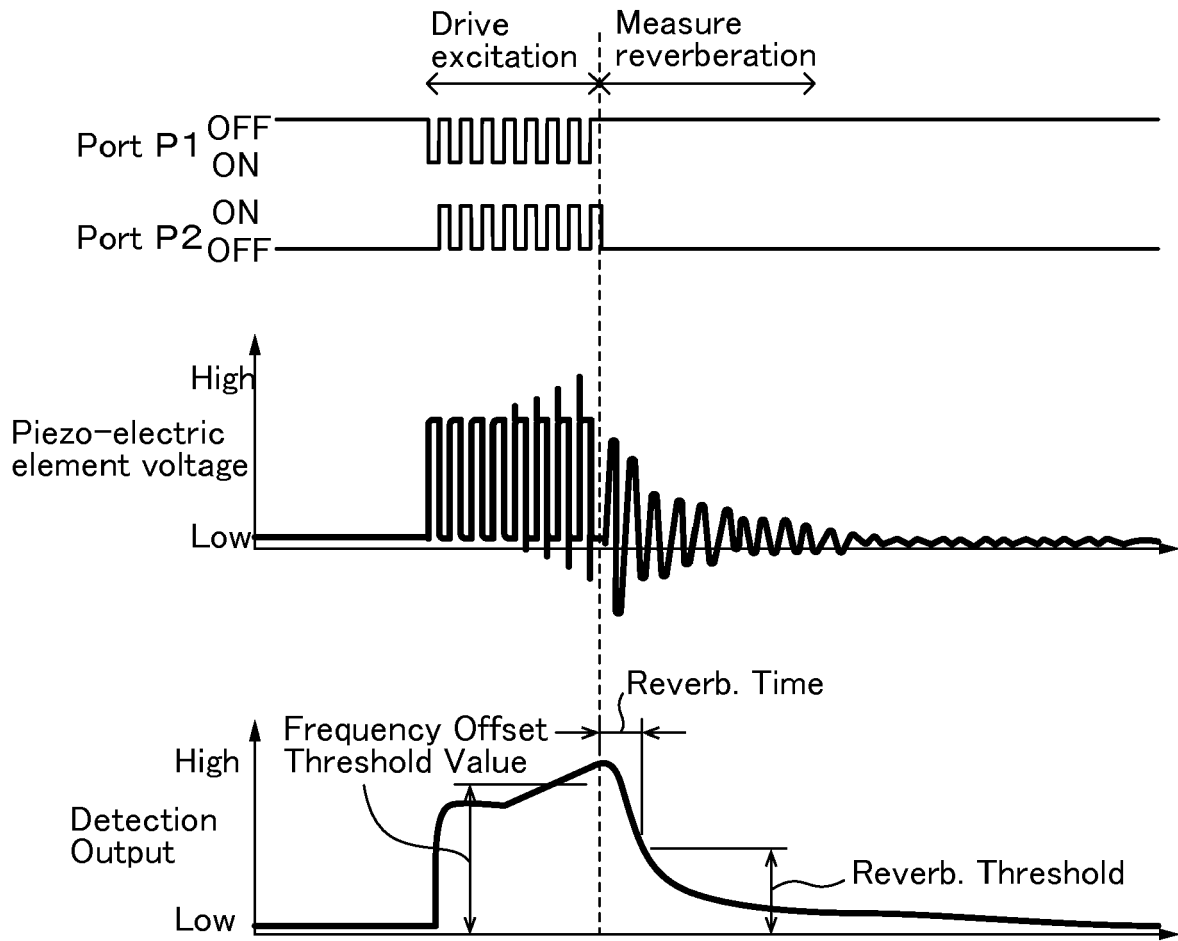 Drive
excitation
Measure
reverberation
Port P1
OFF
ON
Port P2
ON
OFF
High
Piezo-electric
element voltage
Low
Reverb. Time
Frequency Offset
Threshold Value
High
Detection
Output
Reverb. Threshold
Low